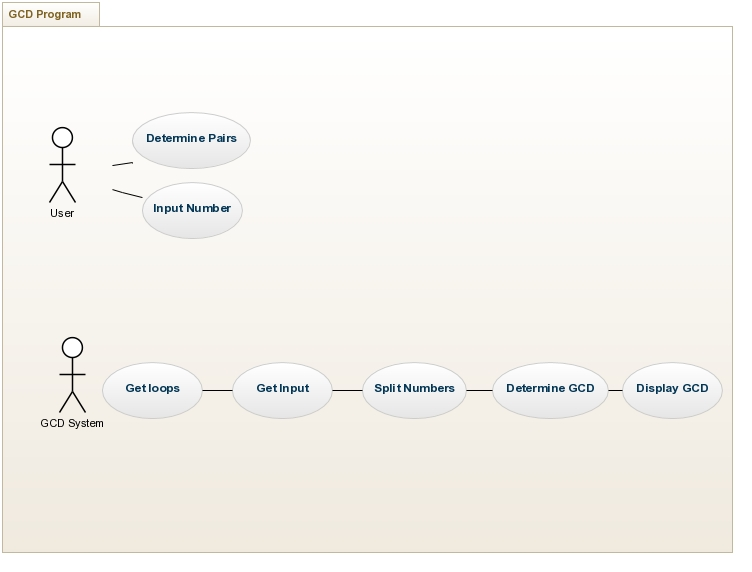 GCD Program
Determine Pairs
Input Number
User
Get loops
Get Input
Split Numbers
Determine GCD
Display GCD
GCD System